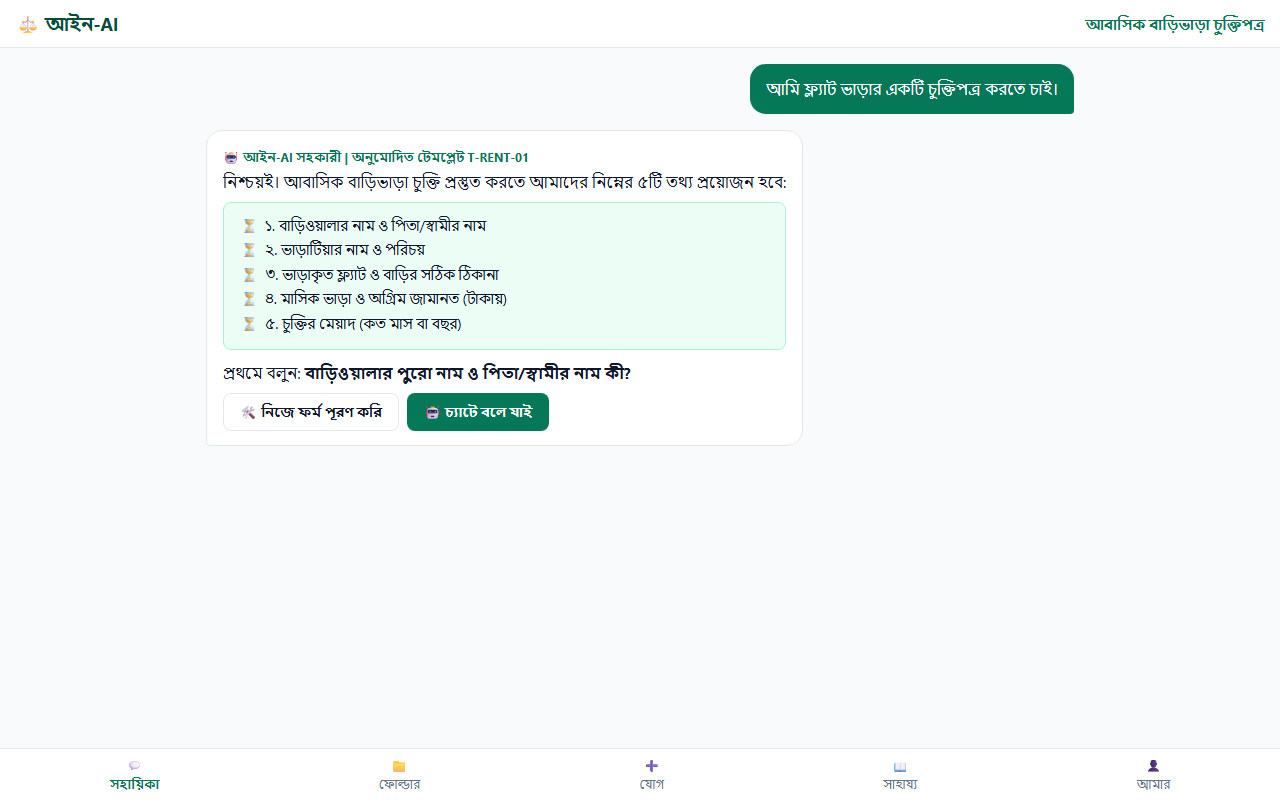 আইন-AI
আবাসিক বাড়িভাড়া চুক্তিপত্র
আমি ফ্ল্যাট ভাড়ার একটি চুক্তিপত্র করতে চাই।
আইন-AI সহকারী | অনুমোদিত টেমপ্লেট T-RENT-01
নিশ্চয়ই। আবাসিক বাড়িভাড়া চুক্তি প্রস্তুত করতে আমাদের নিম্নের ৫টি তথ্য প্রয়োজন হবে:
১. বাড়িওয়ালার নাম ও পিতা/স্বামীর নাম
২. ভাড়াটিয়ার নাম ও পরিচয়
৩. ভাড়াকৃত ফ্ল্যাট ও বাড়ির সঠিক ঠিকানা
৪. মাসিক ভাড়া ও অগ্রিম জামানত (টাকায়)
৫. চুক্তির মেয়াদ (কত মাস বা বছর)
প্রথমে বলুন: বাড়িওয়ালার পুরো নাম ও পিতা/স্বামীর নাম কী?
নিজে ফর্ম পূরণ করি
চ্যাটে বলে যাই
সহায়িকা
ফোল্ডার
যোগ
সাহায্য
আমার